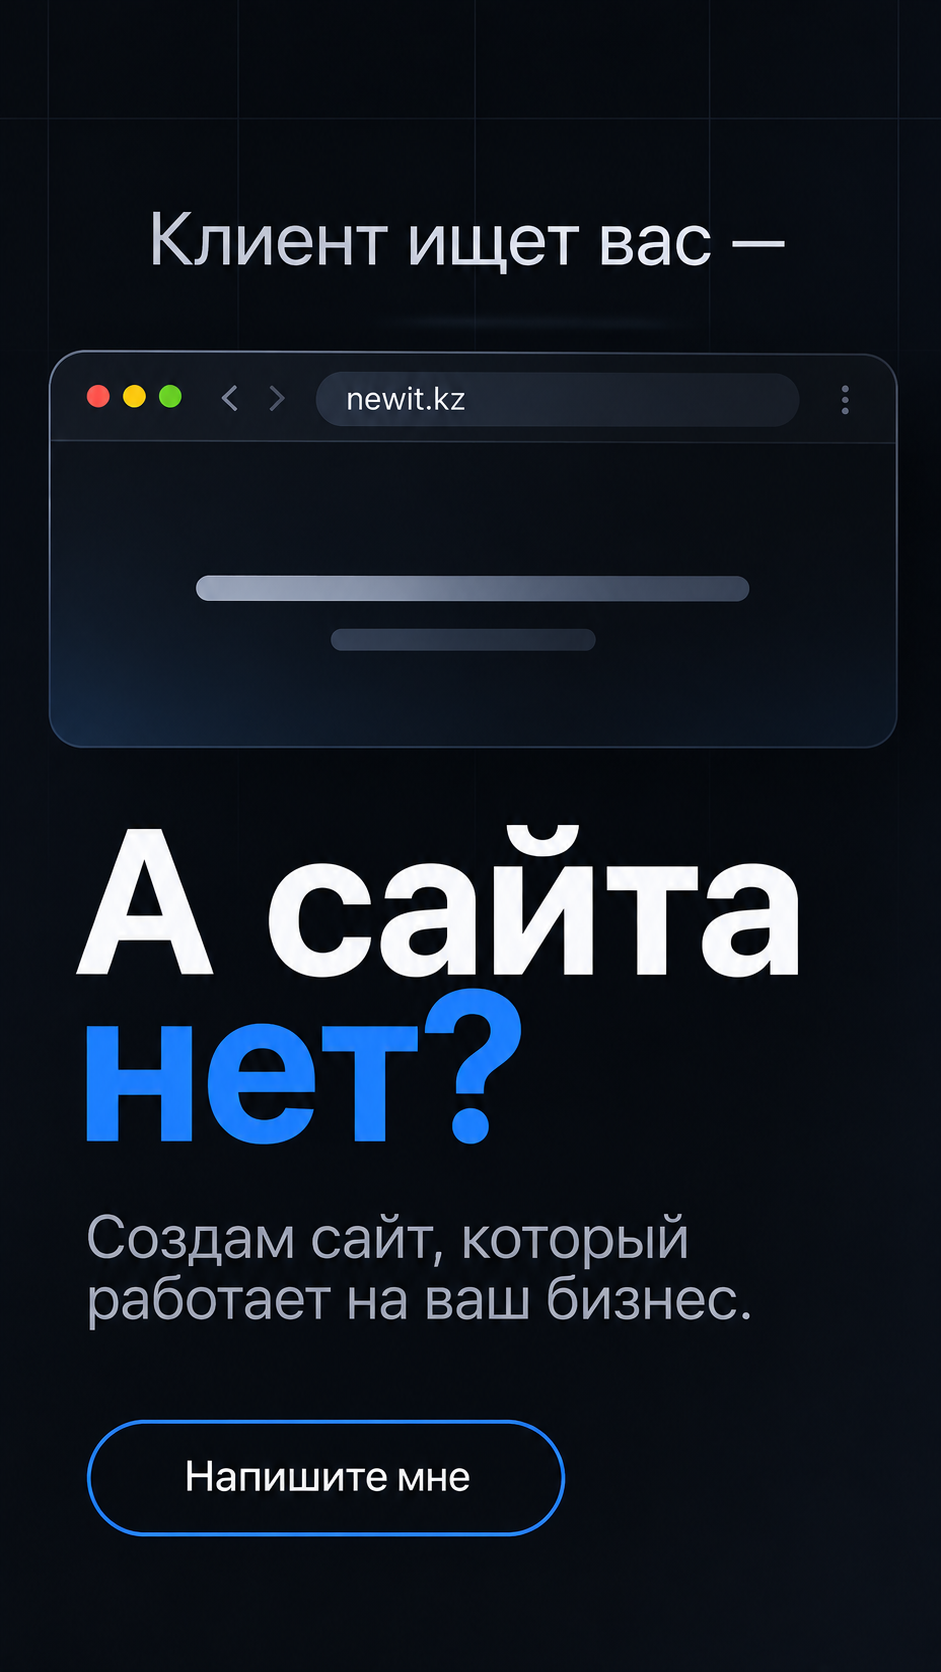 Клиент ищет вас —
newit.kz
А сайта
нет?
Создам сайт, который
работает на ваш бизнес.
Напишите мне